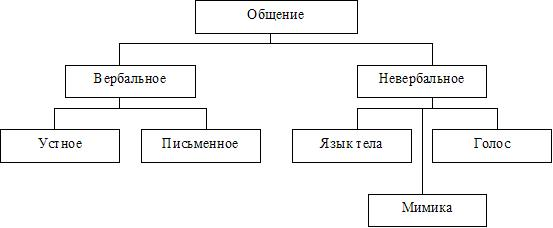 Общение
Вербальное
Невербальное
Устное
Письменное
Язык тела
Голос
Мимика